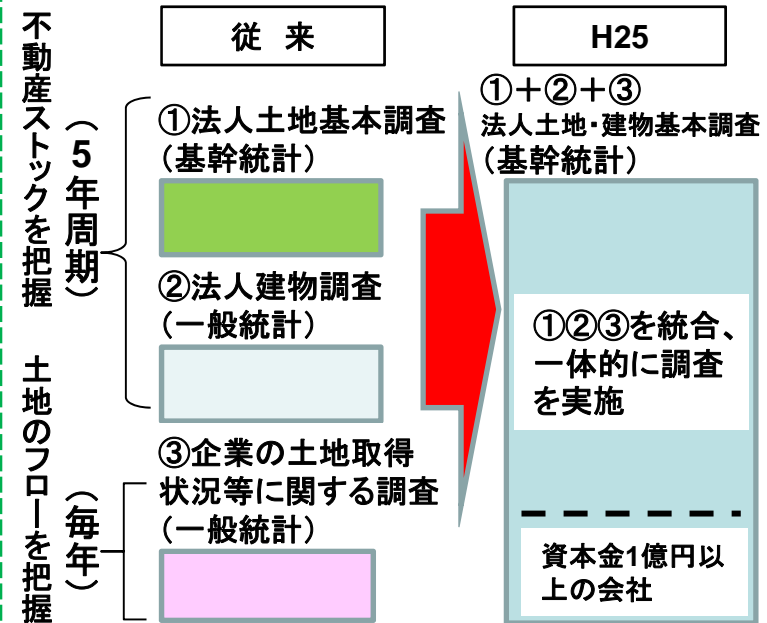 従 来
H25
不動産ストックを把握
（5年周期）
①法人土地基本調査
（基幹統計）
②法人建物調査
（一般統計）
土地のフローを把握
（毎年）
③企業の土地取得
状況等に関する調査
（一般統計）
①＋②＋③
法人土地・建物基本調査
（基幹統計）
①②③を統合、
一体的に調査
を実施
資本金1億円以
上の会社